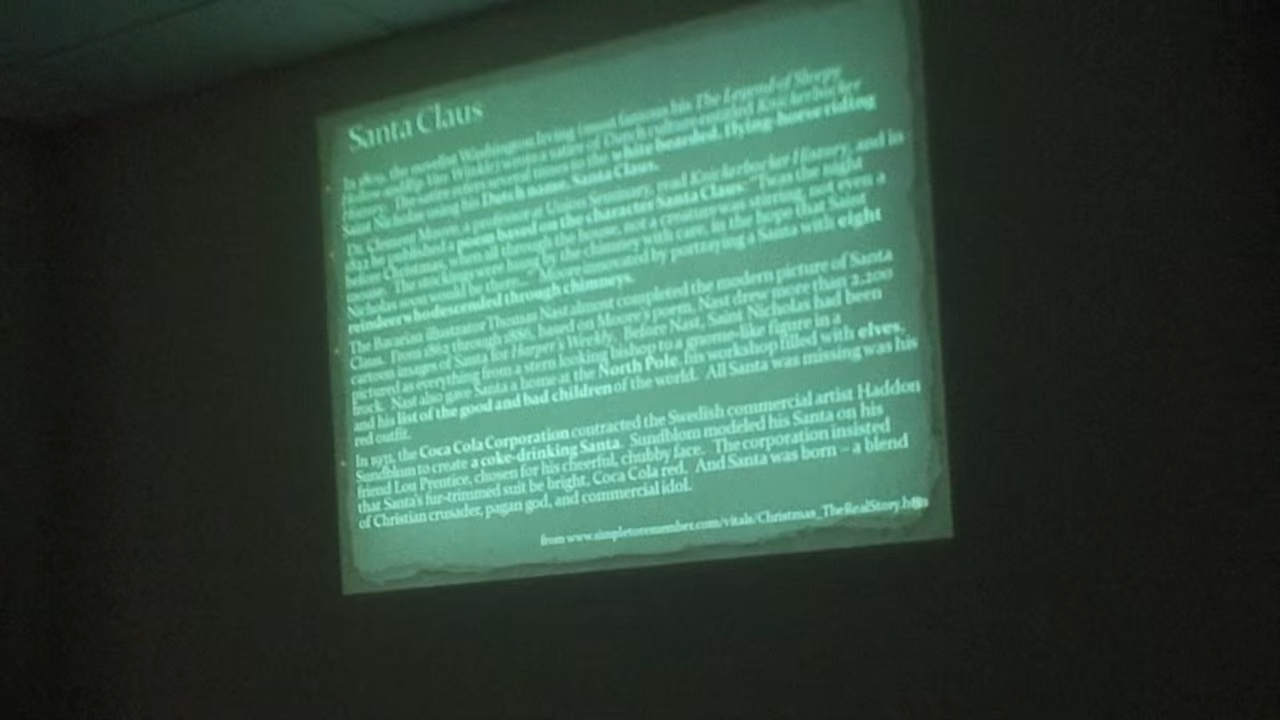 Santa Claus
In 1809, the novelist Washington Irving (most famous his The Legend of Sleepy
The Winkle) wrote a satire of Dutch culture entitled Knickerbocker
refers several times to the white bearded, flying-horse riding
Saint Nicholas using his Dutch name, Santa Claus.
Dr. Clement Moore, a professor at Union Seminary, read Knickerbocker History, and in
he published a poem based on the character Santa Claus: "Twas the night
before Christmas, when all through the house, not a creature was stirring, not even a
mouse. The stockings were hung by the chimney with care, in the hope that Saint
Nicholas soon would be there…" Moore innovated by portraying a Santa with eight
reindeer who descended through chimneys.
The Bavarian illustrator Thomas Nast almost completed the modern picture of Santa
Claus. From 1862 through 1886, based on Moore's poem, Nast drew more than 2,200
cartoon images of Santa for Harper's Weekly. Before Nast, Saint Nicholas had been
pictured as everything from a stern looking bishop to a gnome-like figure in a
frock. Nast also gave Santa a home at the North Pole, his workshop filled with elves,
and his list of the good and bad children of the world. All Santa was missing was his
red outfit.
In 1931, the Coca Cola Corporation contracted the Swedish commercial artist Haddon
Sundblom to create a coke-drinking Santa. Sundblom modeled his Santa on his
friend Lou Prentice, chosen for his cheerful, chubby face. The corporation insisted
that Santa's fur-trimmed suit be bright, Coca Cola red. And Santa was born – a blend
of Christian crusader, pagan god, and commercial idol.
from www.simpletoremember.com/vitals/Christmas_TheRealStory.htm